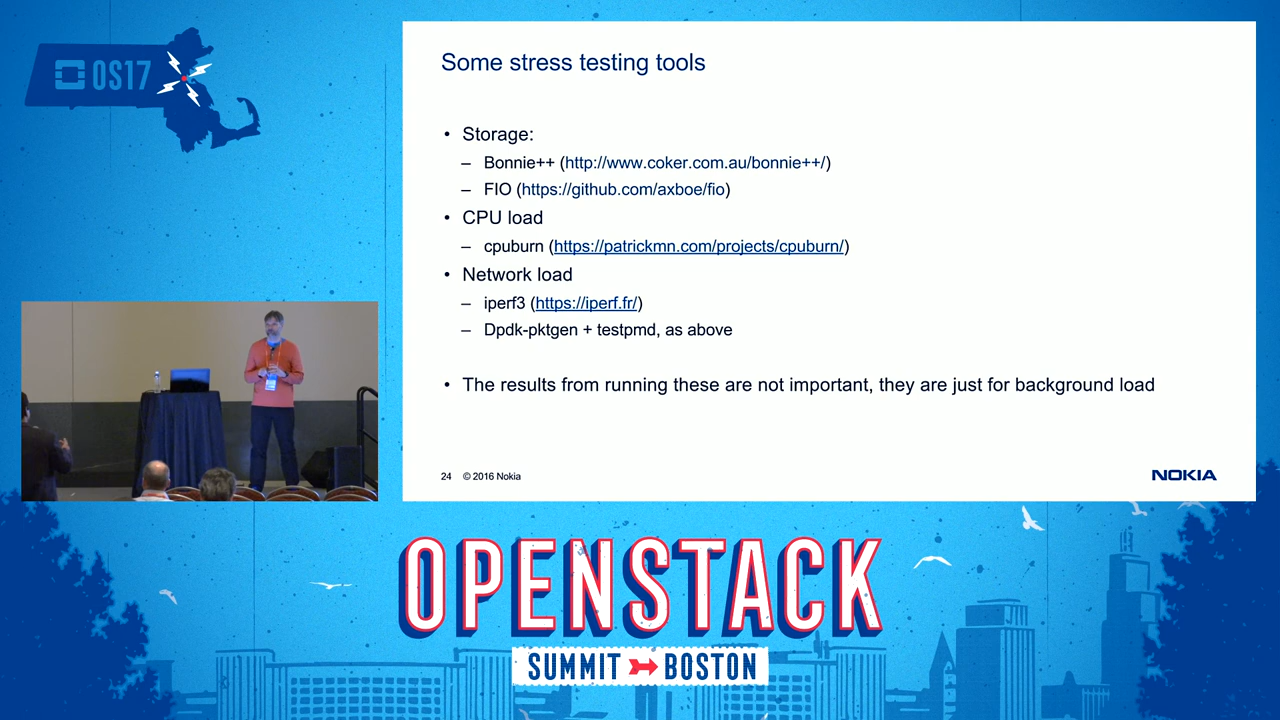 OS17
Some stress testing tools
• Storage:
– Bonnie++ (http://www.coker.com.au/bonnie++/)
– FIO (https://github.com/axboe/fio)
• CPU load
– cpuburn (https://patrickmn.com/projects/cpuburn/)
• Network load
– iperf3 (https://iperf.fr/)
– Dpdk-pktgen + testpmd, as above
• The results from running these are not important, they are just for background load
24 © 2016 Nokia
NOKIA
OPENSTACK
SUMMIT BOSTON